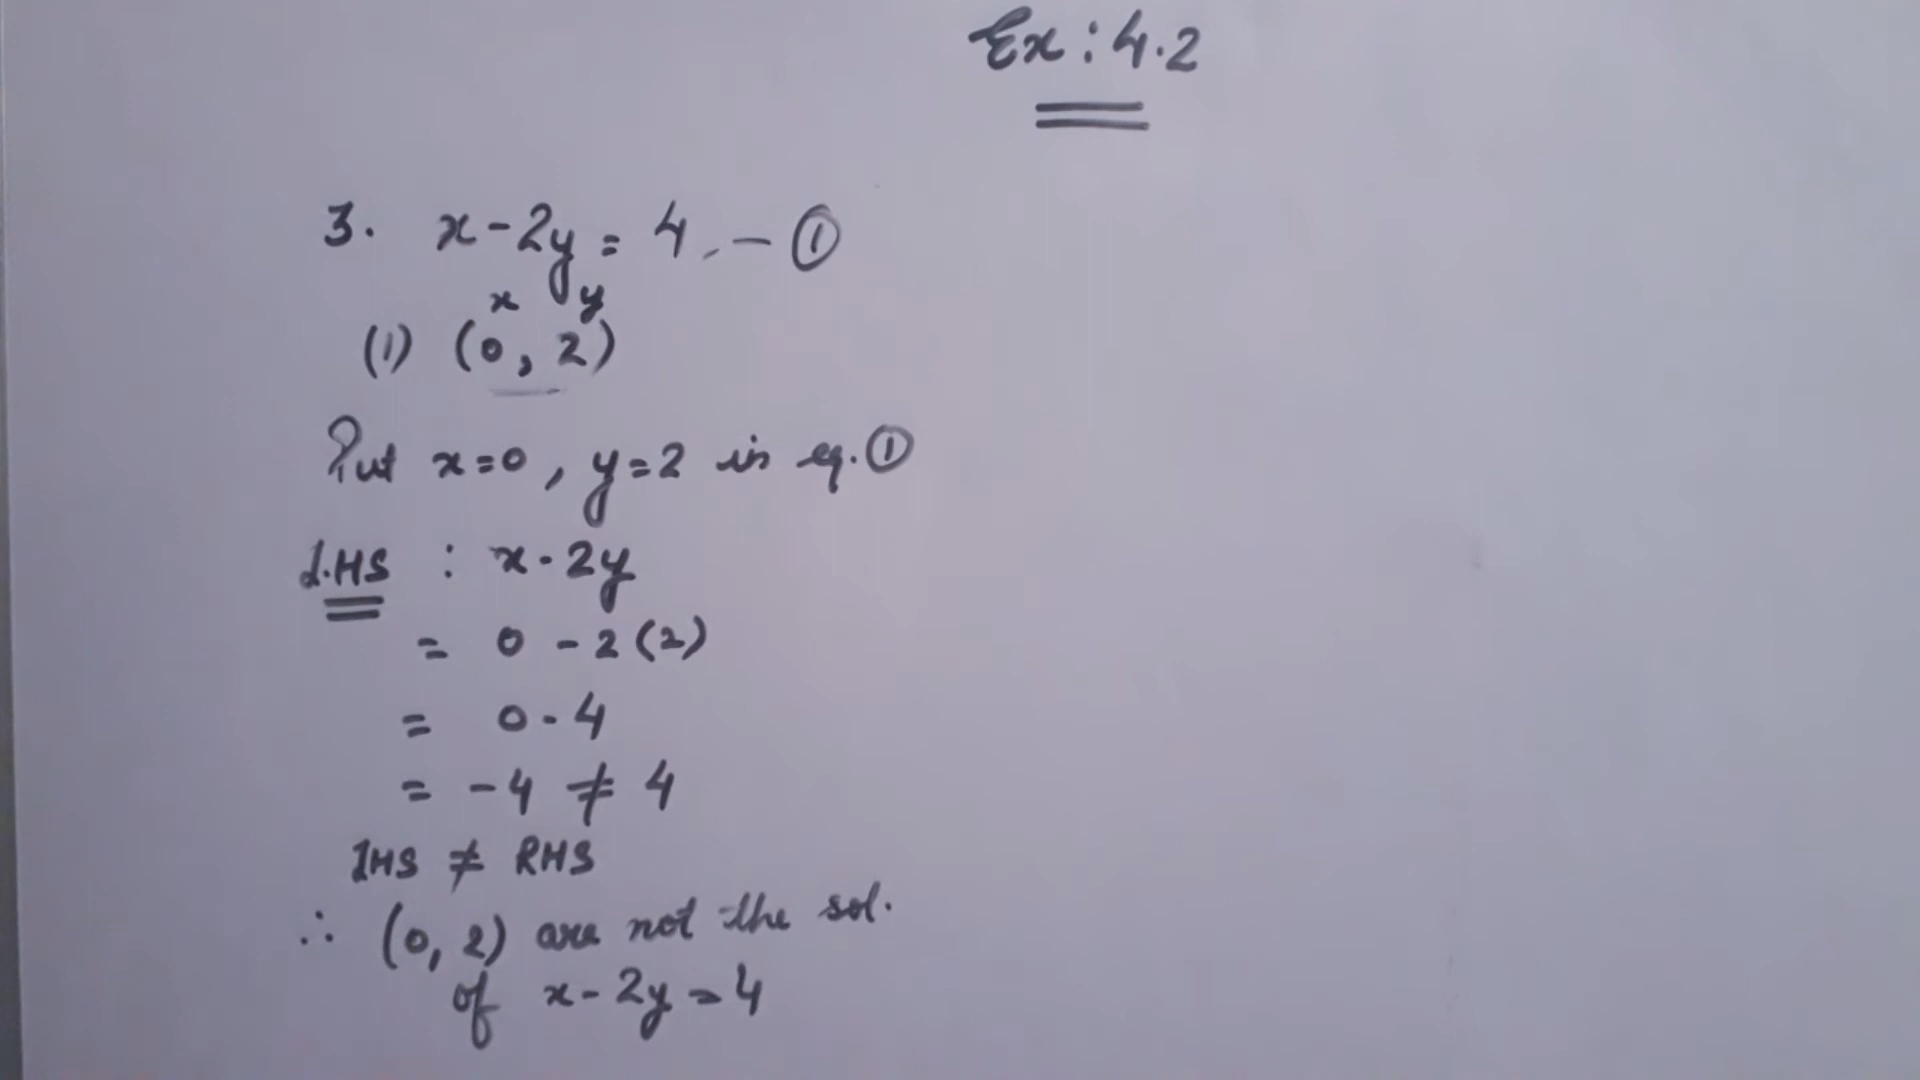 Ex : 4.2
3. x - 2y = 4 - ①
x y
(1) (0, 2)
Put x=0, y=2 in eq. ①
LHS : x - 2y
= 0 - 2(2)
= 0 - 4
= -4 ≠ 4
LHS ≠ RHS
∴ (0, 2) are not the sol.
of x - 2y = 4